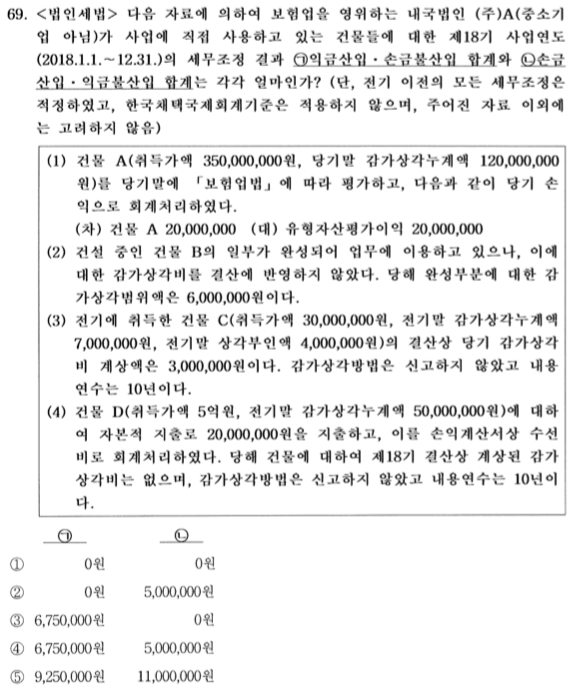 69. <법인세법> 다음 자료에 의하여 보험업을 영위하는 내국법인 (주)A(중소기
업 아님)가 사업에 직접 사용하고 있는 건물들에 대한 제18기 사업연도
(2018.1.1.~12.31.)의 세무조정 결과 ㉠익금산입·손금불산입 합계와 ㉡손금
산입·익금불산입 합계는 각각 얼마인가? (단, 전기 이전의 모든 세무조정은
적정하였고, 한국채택국제회계기준은 적용하지 않으며, 주어진 자료 이외에
는 고려하지 않음)
(1) 건물 A(취득가액 350,000,000원, 당기말 감가상각누계액 120,000,000
원)를 당기말에 「보험업법」에 따라 평가하고, 다음과 같이 당기 손
익으로 회계처리하였다.
(차) 건물 A 20,000,000 (대) 유형자산평가이익 20,000,000
(2) 건설 중인 건물 B의 일부가 완성되어 업무에 이용하고 있으나, 이에
대한 감가상각비를 결산에 반영하지 않았다. 당해 완성부분에 대한 감
가상각범위액은 6,000,000원이다.
(3) 전기에 취득한 건물 C(취득가액 30,000,000원, 전기말 감가상각누계액
7,000,000원, 전기말 상각부인액 4,000,000원)의 결산상 당기 감가상각
비 계상액은 3,000,000원이다. 감가상각방법은 신고하지 않았고 내용
연수는 10년이다.
(4) 건물 D(취득가액 5억원, 전기말 감가상각누계액 50,000,000원)에 대하
여 자본적 지출로 20,000,000원을 지출하고, 이를 손익계산서상 수선
비로 회계처리하였다. 당해 건물에 대하여 제18기 결산상 계상된 감가
상각비는 없으며, 감가상각방법은 신고하지 않았고 내용연수는 10년이
다.
㉠ ㉡
① 0원 0원
② 0원 5,000,000원
③ 6,750,000원 0원
④ 6,750,000원 5,000,000원
⑤ 9,250,000원 11,000,000원